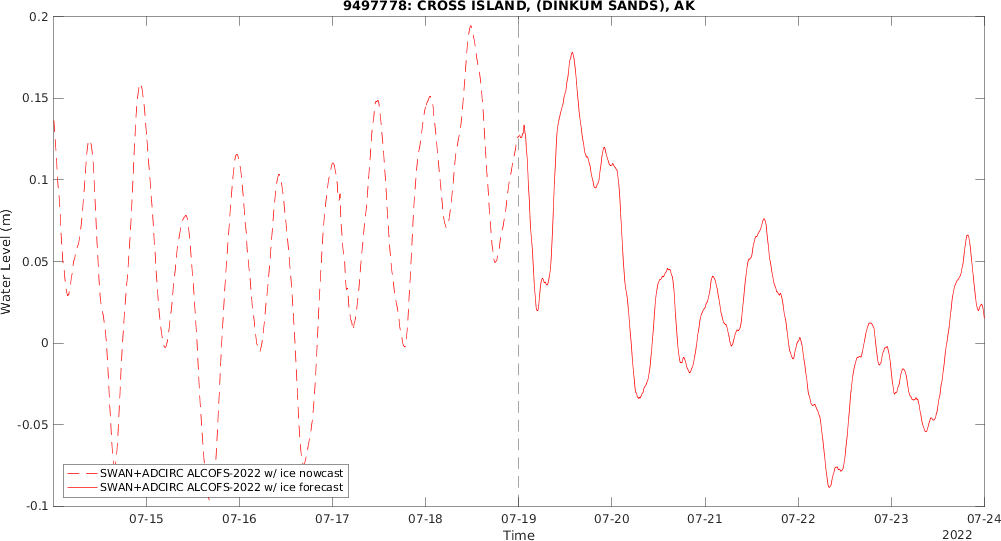 9497778: CROSS ISLAND, (DINKUM SANDS), AK
0.2
0.15
0.1
0.05
0
-0.05
-0.1
Water Level (m)
SWAN+ADCIRC ALCOFS-2022 w/ ice nowcast
SWAN+ADCIRC ALCOFS-2022 w/ ice forecast
07-15 07-16 07-17 07-18 07-19 07-20 07-21 07-22 07-23 07-24
Time
2022